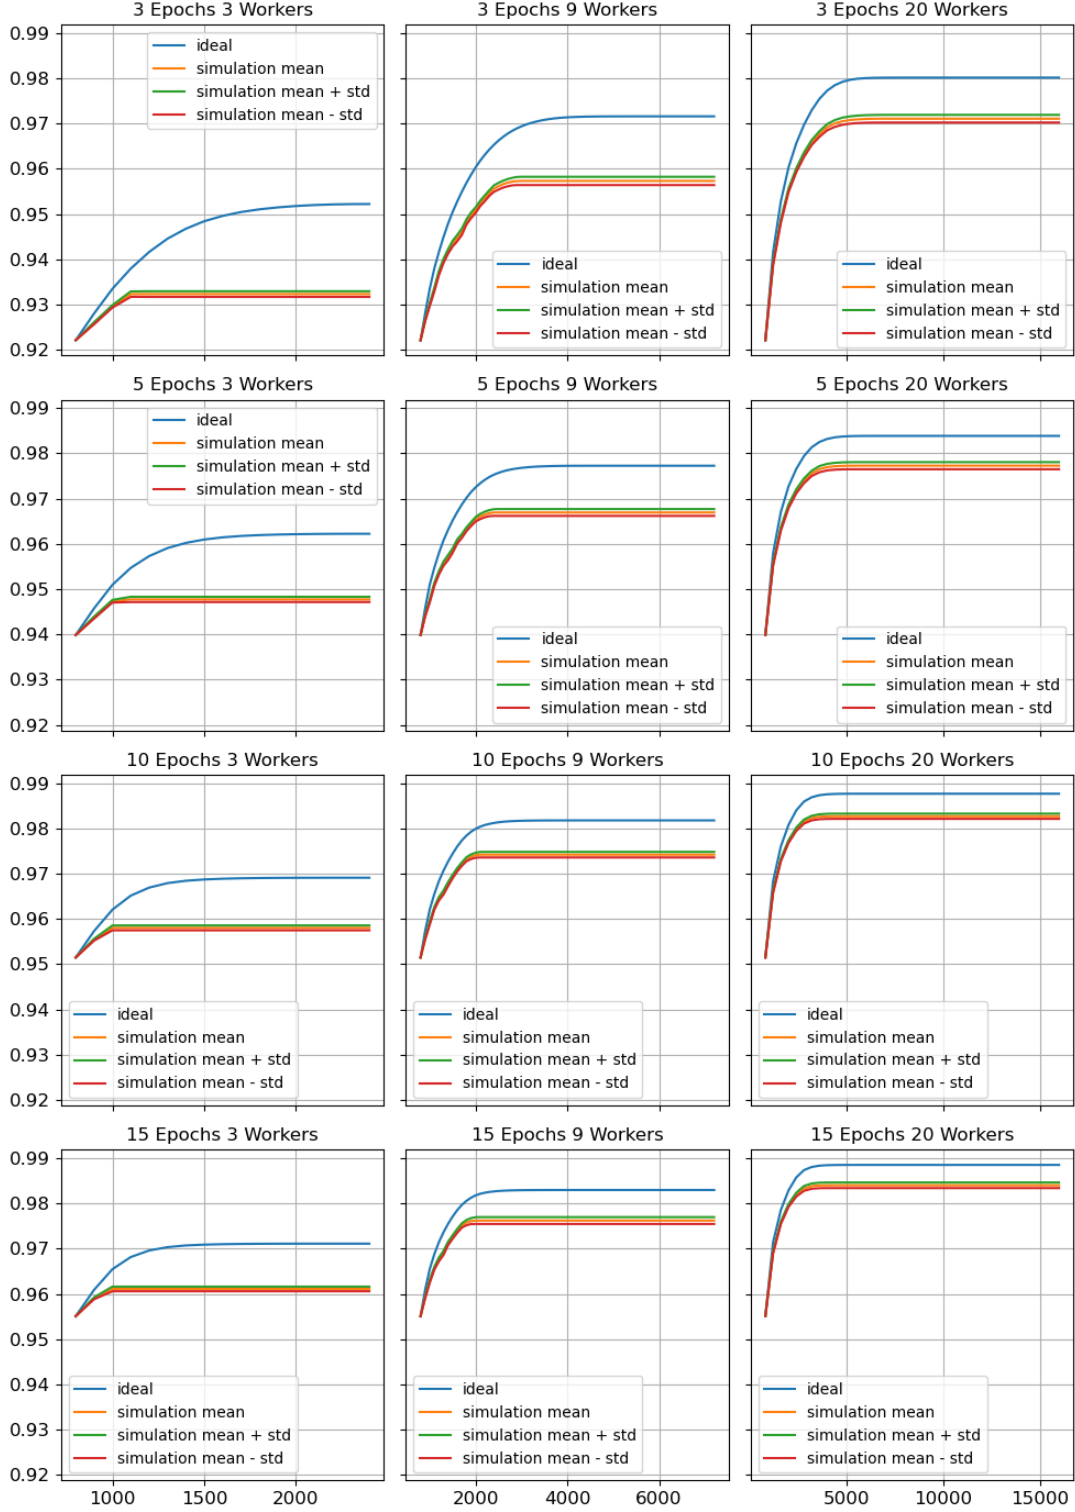 3 Epochs 3 Workers
3 Epochs 9 Workers
3 Epochs 20 Workers
0.99
0.98
0.97
0.96
0.95
0.94
0.93
0.92
ideal
simulation mean
simulation mean + std
simulation mean - std
ideal
simulation mean
simulation mean + std
simulation mean - std
ideal
simulation mean
simulation mean + std
simulation mean - std
1000
1500
2000
2000
4000
6000
5000
10000
15000
5 Epochs 3 Workers
5 Epochs 9 Workers
5 Epochs 20 Workers
0.99
0.98
0.97
0.96
0.95
0.94
0.93
0.92
ideal
simulation mean
simulation mean + std
simulation mean - std
ideal
simulation mean
simulation mean + std
simulation mean - std
ideal
simulation mean
simulation mean + std
simulation mean - std
10 Epochs 3 Workers
10 Epochs 9 Workers
10 Epochs 20 Workers
0.99
0.98
0.97
0.96
0.95
0.94
0.93
0.92
ideal
simulation mean
simulation mean + std
simulation mean - std
ideal
simulation mean
simulation mean + std
simulation mean - std
ideal
simulation mean
simulation mean + std
simulation mean - std
15 Epochs 3 Workers
15 Epochs 9 Workers
15 Epochs 20 Workers
0.99
0.98
0.97
0.96
0.95
0.94
0.93
0.92
ideal
simulation mean
simulation mean + std
simulation mean - std
ideal
simulation mean
simulation mean + std
simulation mean - std
ideal
simulation mean
simulation mean + std
simulation mean - std